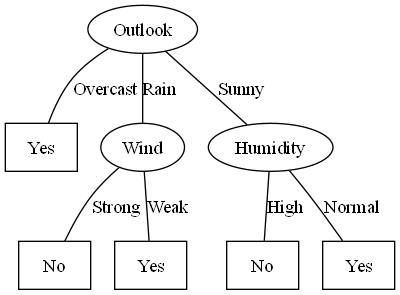 Outlook
Overcast Rain Sunny
Yes Wind Humidity
Strong Weak High Normal
No Yes No Yes